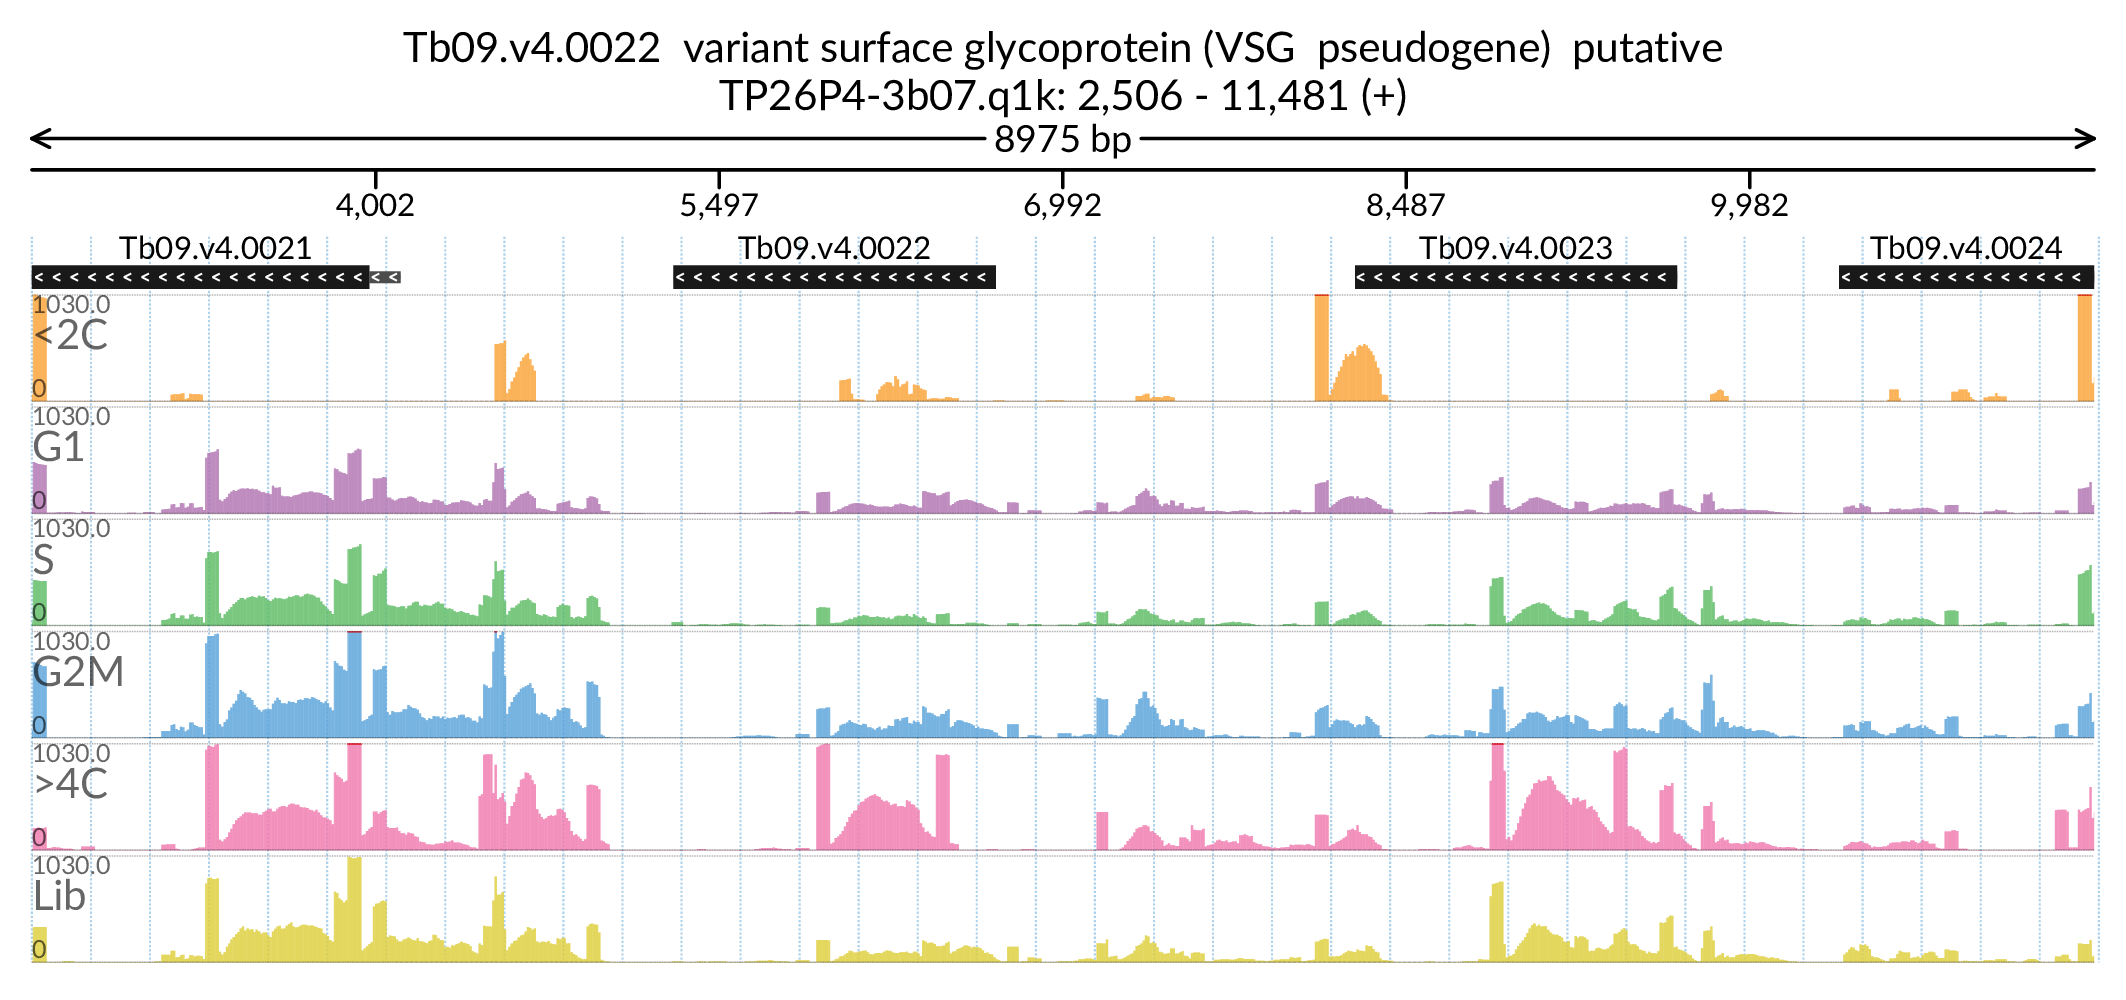 Tb09.v4.0022 variant surface glycoprotein (VSG pseudogene) putative
TP26P4-3b07.q1k: 2,506 - 11,481 (+)
8975 bp
4,002 5,497 6,992 8,487 9,982
Tb09.v4.0021 Tb09.v4.0022 Tb09.v4.0023 Tb09.v4.0024
1030.0
<2C
0
1030.0
G1
0
1030.0
S
0
1030.0
G2M
0
1030.0
>4C
0
1030.0
Lib
0